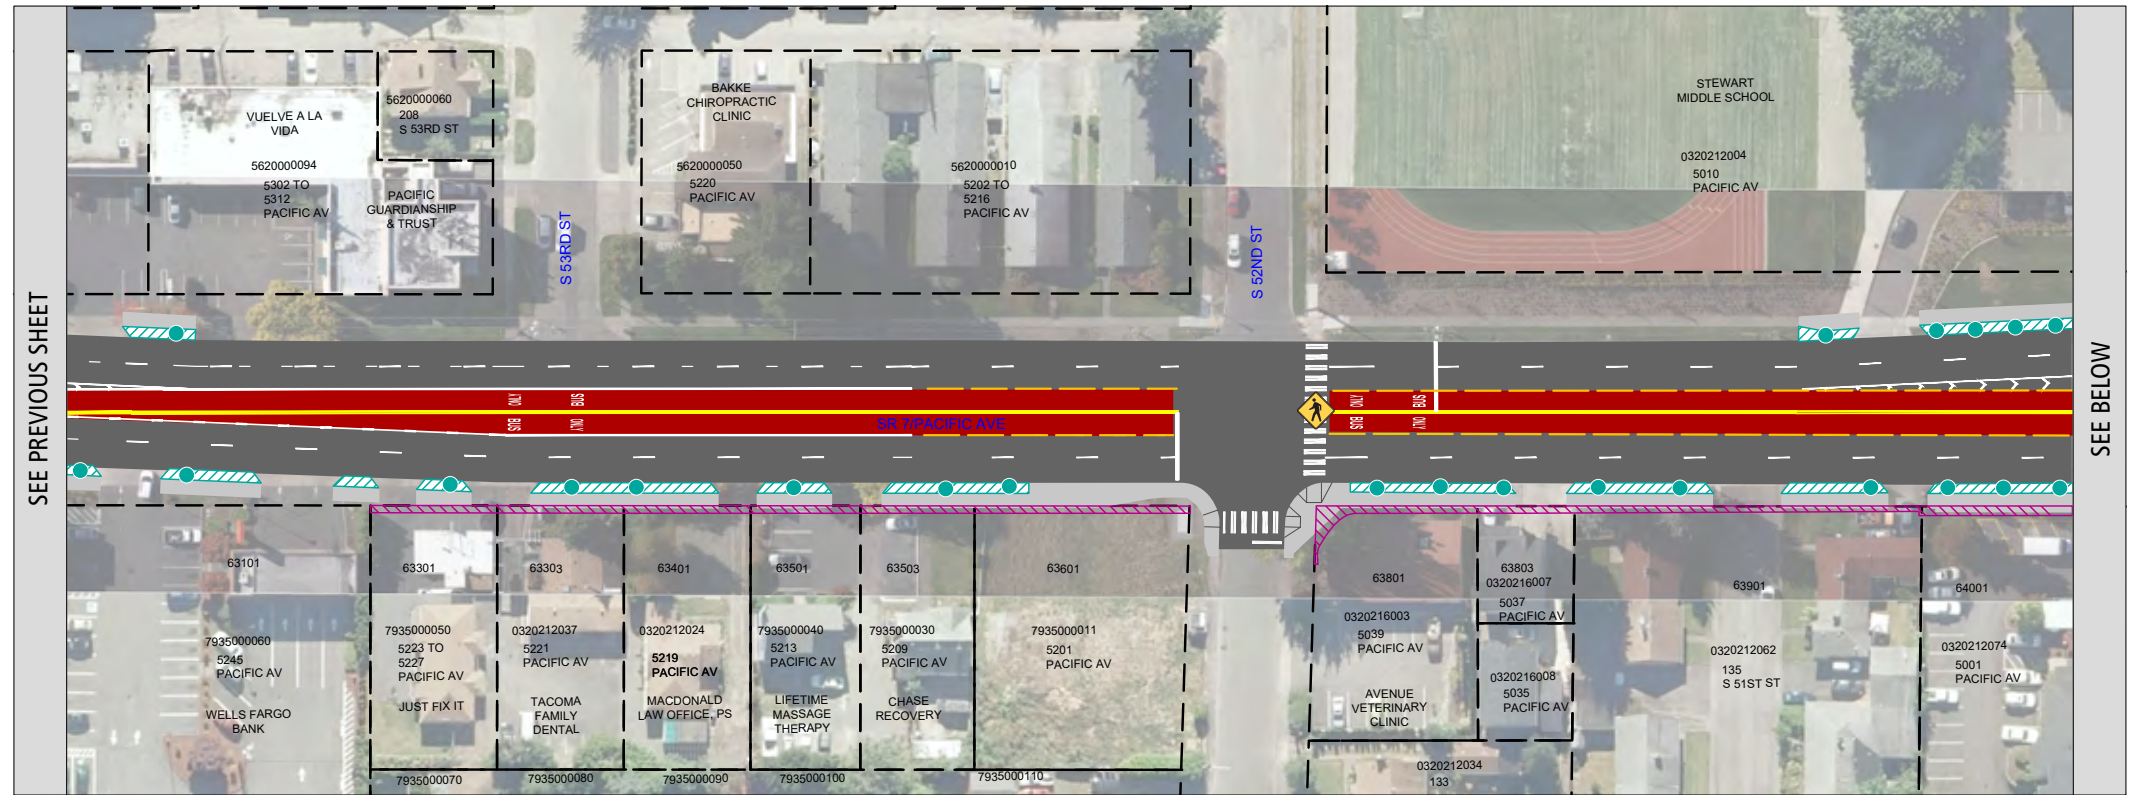 SEE PREVIOUS SHEET
VUELVE A LA
VIDA
5620000094
5302 TO
5312
PACIFIC AV
5620000060
208
S 53RD ST
PACIFIC
GUARDIANSHIP
& TRUST
S 53RD ST
BAKKE
CHIROPRACTIC
CLINIC
5620000050
5220
PACIFIC AV
5620000010
5202 TO
5216
PACIFIC AV
S 52ND ST
STEWART
MIDDLE SCHOOL
0320212004
5010
PACIFIC AV
ONLY
BUS
BUS
ONLY
SR 7/PACIFIC AVE
ONLY
BUS
BUS
ONLY
SEE BELOW
63101
7935000060
5245
PACIFIC AV
WELLS FARGO
BANK
63301
7935000050
5223 TO
5227
PACIFIC AV
JUST FIX IT
7935000070
63303
0320212037
5221
PACIFIC AV
TACOMA
FAMILY
DENTAL
7935000080
63401
0320212024
5219
PACIFIC AV
MACDONALD
LAW OFFICE, PS
7935000090
63501
7935000040
5213
PACIFIC AV
LIFETIME
MASSAGE
THERAPY
7935000100
63503
7935000030
5209
PACIFIC AV
CHASE
RECOVERY
63601
7935000011
5201
PACIFIC AV
7935000110
63801
0320216003
5039
PACIFIC AV
AVENUE
VETERINARY
CLINIC
63803
0320216007
5037
PACIFIC AV
0320216008
5035
PACIFIC AV
0320212034
133
63901
0320212062
135
S 51ST ST
64001
0320212074
5001
PACIFIC AV